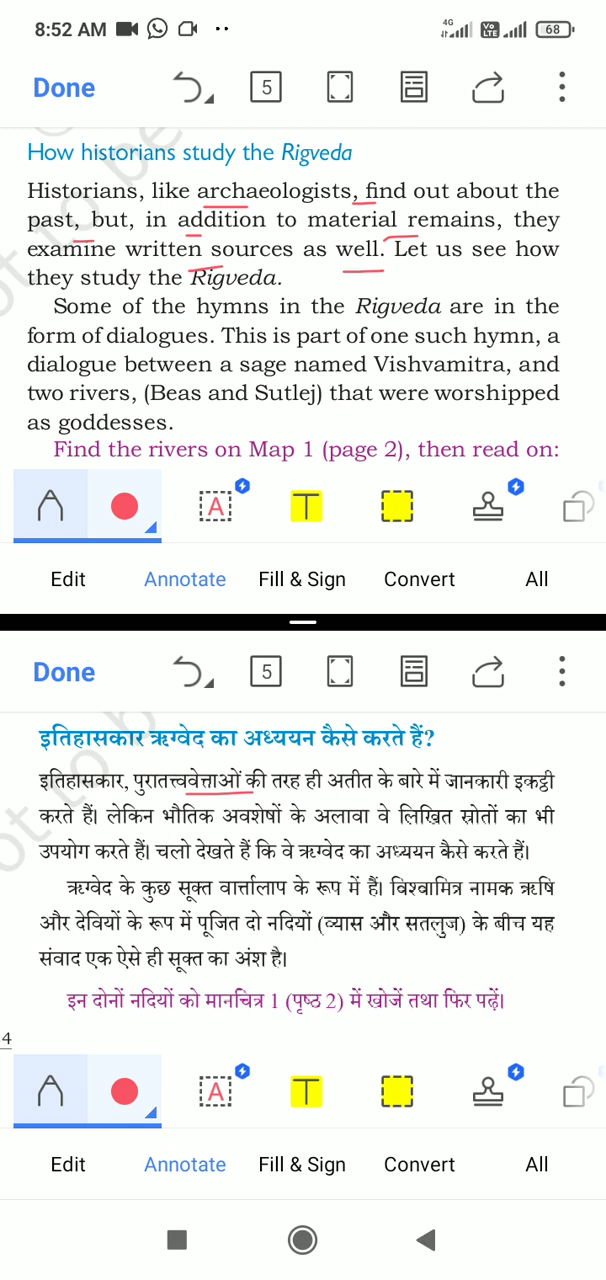 8:52 AM
4G
Vo LTE
68
Done
5
How historians study the Rigveda
Historians, like archaeologists, find out about the
past, but, in addition to material remains, they
examine written sources as well. Let us see how
they study the Rigveda.
Some of the hymns in the Rigveda are in the
form of dialogues. This is part of one such hymn, a
dialogue between a sage named Vishvamitra, and
two rivers, (Beas and Sutlej) that were worshipped
as goddesses.
Find the rivers on Map 1 (page 2), then read on:
A
T
Edit Annotate Fill & Sign Convert All
Done
5
इतिहासकार ऋग्वेद का अध्ययन कैसे करते हैं?
इतिहासकार, पुरातत्त्ववेत्ताओं की तरह ही अतीत के बारे में जानकारी इकट्ठी
करते हैं। लेकिन भौतिक अवशेषों के अलावा वे लिखित स्रोतों का भी
उपयोग करते हैं। चलो देखते हैं कि वे ऋग्वेद का अध्ययन कैसे करते हैं।
ऋग्वेद के कुछ सूक्त वार्त्तालाप के रूप में हैं। विश्वामित्र नामक ऋषि
और देवियों के रूप में पूजित दो नदियों (व्यास और सतलुज) के बीच यह
संवाद एक ऐसे ही सूक्त का अंश है।
इन दोनों नदियों को मानचित्र 1 (पृष्ठ 2) में खोजें तथा फिर पढ़ें।
4
A
T
Edit Annotate Fill & Sign Convert All